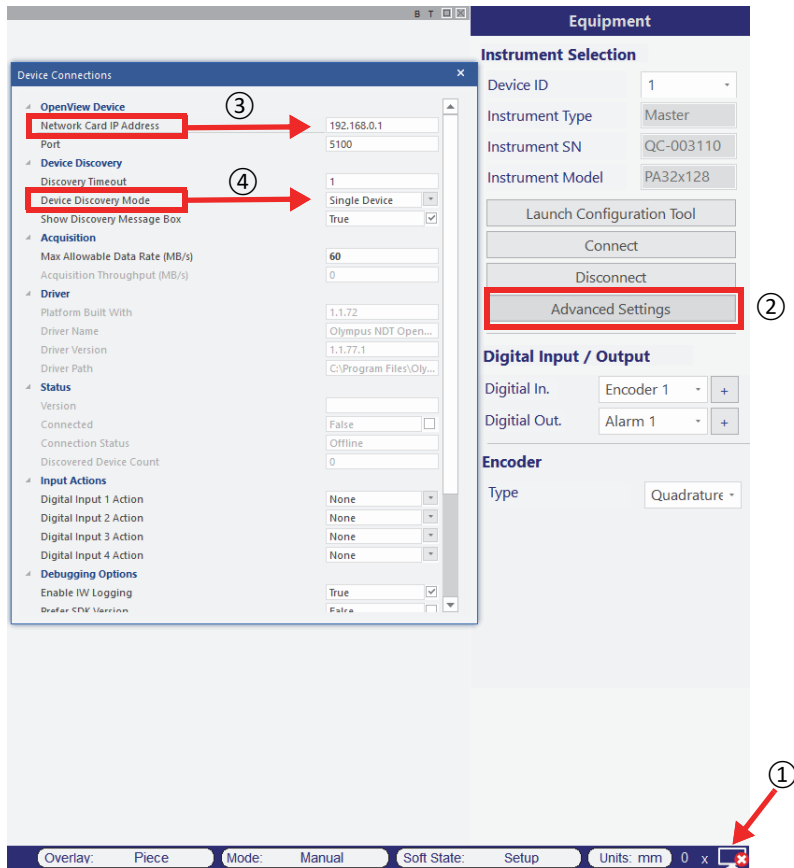 B T
Equipment
Instrument Selection
Device ID 1
Instrument Type Master
Instrument SN QC-003110
Instrument Model PA32x128
Launch Configuration Tool
Connect
Disconnect
Advanced Settings
②
Digital Input / Output
Digitial In. Encoder 1 +
Digitial Out. Alarm 1 +
Encoder
Type Quadrature
Device Connections ×
OpenView Device
③
Network Card IP Address 192.168.0.1
Port 5100
Device Discovery
Discovery Timeout 1
④
Device Discovery Mode Single Device
Show Discovery Message Box True
Acquisition
Max Allowable Data Rate (MB/s) 60
Acquisition Throughput (MB/s) 0
Driver
Platform Built With 1.1.72
Driver Name Olympus NDT Open...
Driver Version 1.1.77.1
Driver Path C:\Program Files\Oly...
Status
Version
Connected False
Connection Status Offline
Discovered Device Count 0
Input Actions
Digital Input 1 Action None
Digital Input 2 Action None
Digital Input 3 Action None
Digital Input 4 Action None
Debugging Options
Enable IW Logging True
Prefer SDK Version False
①
Overlay: Piece Mode: Manual Soft State: Setup Units: mm 0 x